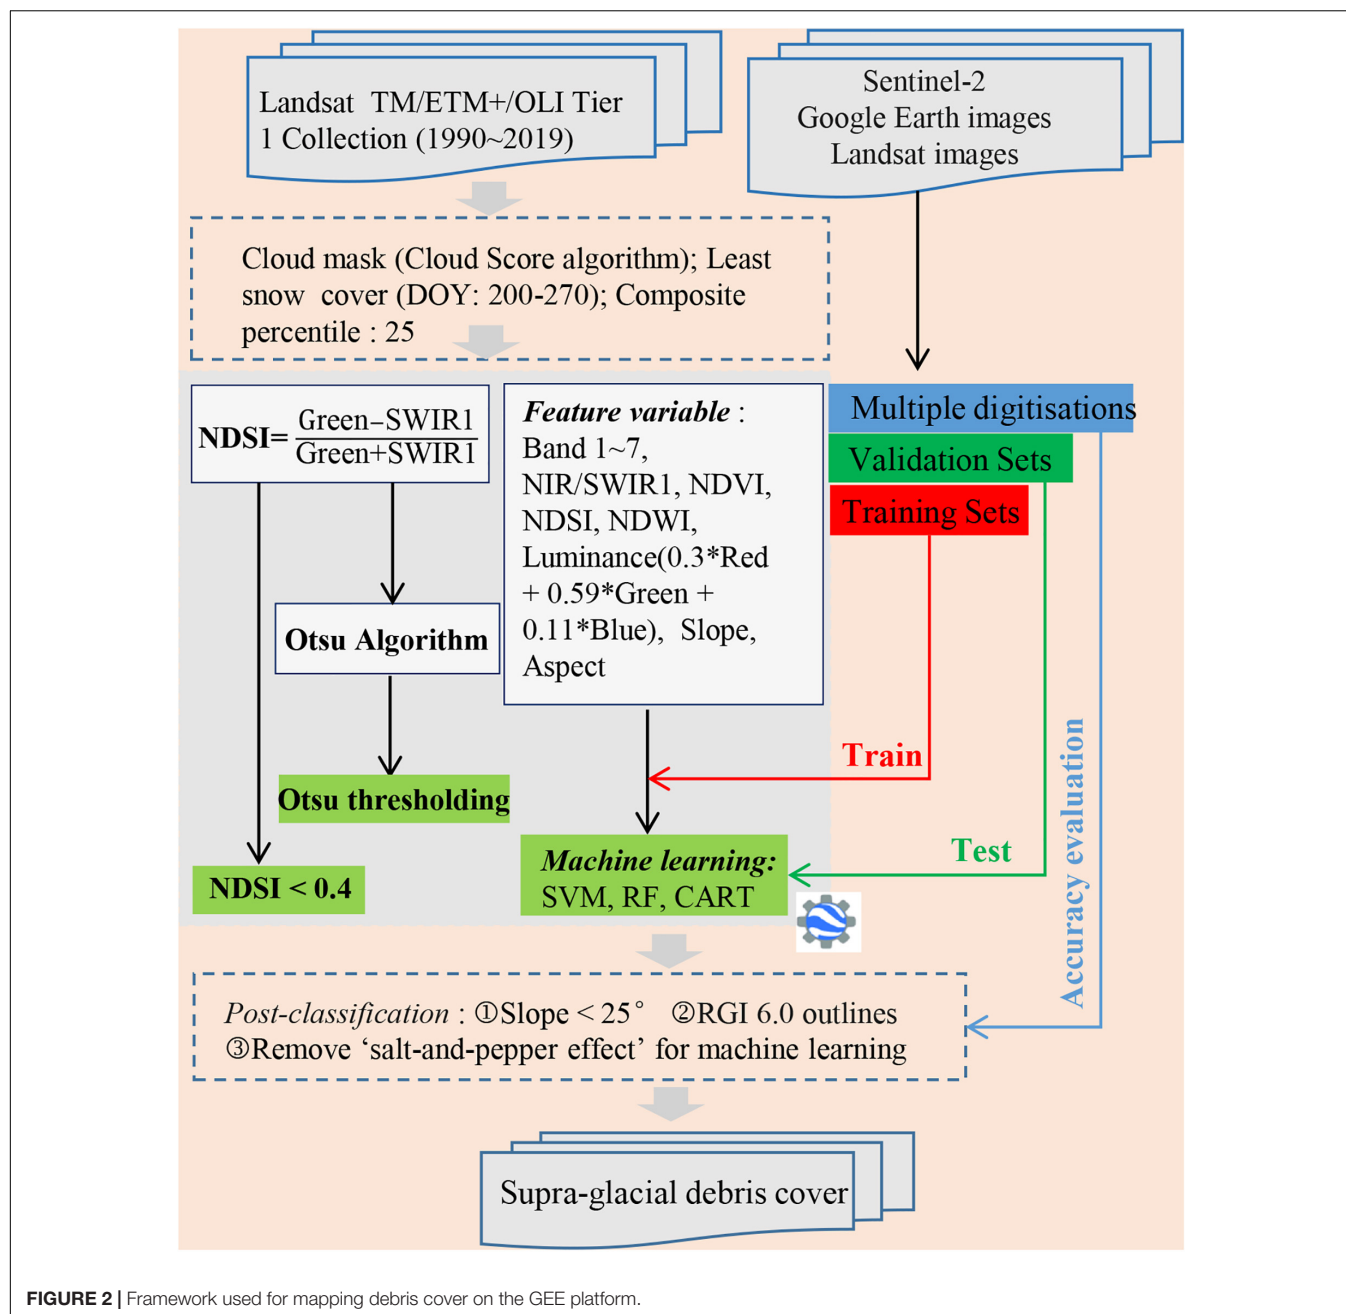 Landsat TM/ETM+/OLI Tier
1 Collection (1990~2019)
Sentinel-2
Google Earth images
Landsat images
Cloud mask (Cloud Score algorithm); Least
snow cover (DOY: 200-270); Composite
percentile : 25
NDSI= Green−SWIR1
Green+SWIR1
Otsu Algorithm
Otsu thresholding
NDSI < 0.4
Feature variable :
Band 1~7,
NIR/SWIR1, NDVI,
NDSI, NDWI,
Luminance(0.3*Red
+ 0.59*Green +
0.11*Blue), Slope,
Aspect
Machine learning:
SVM, RF, CART
Multiple digitisations
Validation Sets
Training Sets
Train
Test
Accuracy evaluation
Post-classification : ①Slope < 25° ②RGI 6.0 outlines
③Remove ‘salt-and-pepper effect’ for machine learning
Supra-glacial debris cover
FIGURE 2 | Framework used for mapping debris cover on the GEE platform.